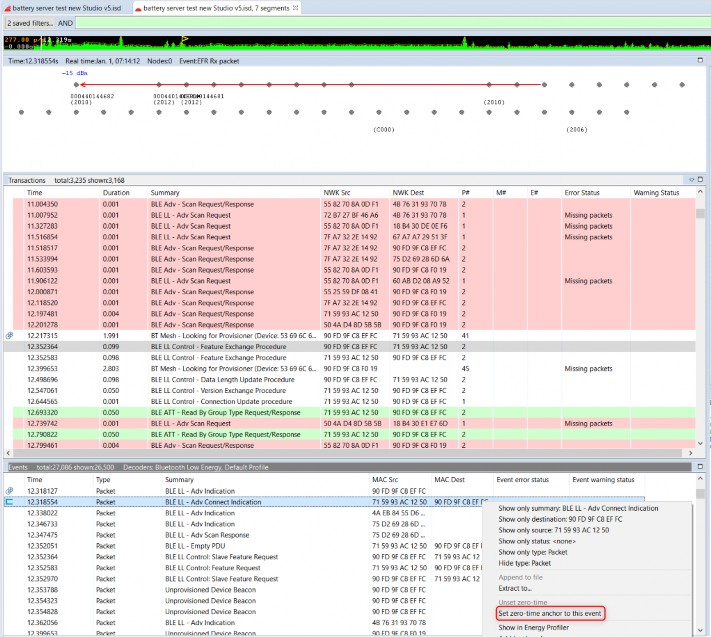 battery server test new Studio v5.isd
battery server test new Studio v5.isd, 7 segments
2 saved filters... AND
Time:12.318554s Real time:Jan. 1, 07:14:12 Nodes:0 Event:EFR Rx packet
-15 dBm
000440144682
(2010) (2012) (2012) (2010)
(C000) (2006)
Transactions total:3,235 shown:3,168
Time Duration Summary NWK Src NWK Dest P# M# E# Error Status Warning Status
11.004350 0.001 BLE Adv - Scan Request/Response 55 82 70 8A 0D F1 4B 76 31 93 70 78 2
11.007952 0.001 BLE LL - Adv Scan Request 72 B7 27 BF 46 A6 4B 76 31 93 70 78 1 Missing packets
11.327283 0.001 BLE LL - Adv Scan Request 55 82 70 8A 0D F1 18 B4 30 DE 0E F6 1 Missing packets
11.516854 0.001 BLE LL - Adv Scan Request 7F A7 32 2E 14 92 67 A7 A7 29 51 3F 1 Missing packets
11.518517 0.001 BLE Adv - Scan Request/Response 7F A7 32 2E 14 92 90 FD 9F C8 EF FC 2
11.533994 0.001 BLE Adv - Scan Request/Response 7F A7 32 2E 14 92 75 D2 69 28 6D 6A 2
11.603593 0.001 BLE Adv - Scan Request/Response 55 82 70 8A 0D F1 90 FD 9F C8 F0 19 2
11.906122 0.001 BLE LL - Adv Scan Request 55 82 70 8A 0D F1 60 AB D2 08 A9 52 1 Missing packets
12.000871 0.001 BLE Adv - Scan Request/Response 55 25 59 DF 08 41 90 FD 9F C8 F0 19 2
12.118520 0.001 BLE Adv - Scan Request/Response 7F A7 32 2E 14 92 90 FD 9F C8 F0 19 2
12.197481 0.004 BLE Adv - Scan Request/Response 55 82 70 8A 0D F1 90 FD 9F C8 F0 19 2
12.201278 0.001 BLE Adv - Scan Request/Response 50 4A D4 8D 5B 5B 90 FD 9F C8 F0 19 2
12.217315 1.991 BT Mesh - Looking for Provisioner (Device: 53 69 6C 6... 90 FD 9F C8 EF FC 41
12.352364 0.099 BLE LL Control - Feature Exchange Procedure 90 FD 9F C8 EF FC 71 59 93 AC 12 50 2
12.352583 0.098 BLE LL Control - Feature Exchange Procedure 71 59 93 AC 12 50 90 FD 9F C8 EF FC 2
12.399653 2.803 BT Mesh - Looking for Provisioner (Device: 53 69 6C 6... 90 FD 9F C8 F0 19 45 Missing packets
12.498696 0.098 BLE LL Control - Data Length Update Procedure 90 FD 9F C8 EF FC 71 59 93 AC 12 50 2
12.547061 0.050 BLE LL Control - Version Exchange Procedure 71 59 93 AC 12 50 90 FD 9F C8 EF FC 2
12.644565 0.001 BLE LL Control - Connection Update Procedure 71 59 93 AC 12 50 90 FD 9F C8 EF FC 1
12.693320 0.050 BLE ATT - Read By Group Type Request/Response 71 59 93 AC 12 50 90 FD 9F C8 EF FC 2
12.739742 0.001 BLE LL - Adv Scan Request 50 4A D4 8D 5B 5B 18 B4 30 E1 E7 6D 1 Missing packets
12.790822 0.050 BLE ATT - Read By Group Type Request/Response 71 59 93 AC 12 50 90 FD 9F C8 EF FC 2
12.799461 0.004 BLE Adv - Scan Request/Response 55 82 70 8A 0D F1 90 FD 9F C8 EF FC 2
Events total:27,086 shown:26,500 Decoders: Bluetooth Low Energy, Default Profile
Time Type Summary MAC Src MAC Dest Event error status Event warning status
12.318127 Packet BLE LL - Adv Indication 90 FD 9F C8 EF FC
12.318554 Packet BLE LL - Adv Connect Indication 71 59 93 AC 12 50 90 FD 9F C8 EF FC
12.338022 Packet BLE LL - Adv Indication 4A EB 84 55 D6 ...
12.346733 Packet BLE LL - Adv Indication 75 D2 69 28 6D ...
12.347475 Packet BLE LL - Adv Scan Response 75 D2 69 28 6D ...
12.352051 Packet BLE LL - Empty PDU 71 59 93 AC 12 50 90 FD 9F C8 EF
12.352364 Packet BLE LL Control: Slave Feature Request 90 FD 9F C8 EF FC 71 59 93 AC 12
12.352583 Packet BLE LL Control: Feature Request 71 59 93 AC 12 50 90 FD 9F C8 EF
12.352970 Packet BLE LL Control: Slave Feature Request 90 FD 9F C8 EF FC 71 59 93 AC 12
12.353788 Packet Unprovisioned Device Beacon 90 FD 9F C8 EF FC
12.354323 Packet Unprovisioned Device Beacon 90 FD 9F C8 EF FC
12.354828 Packet Unprovisioned Device Beacon 90 FD 9F C8 EF FC
12.362056 Packet BLE LL - Adv Indication 4B 76 31 93 70 78
12.399653 Packet Unprovisioned Device Beacon 90 FD 9F C8 F0 19
Show only summary: BLE LL - Adv Connect Indication
Show only destination: 90 FD 9F C8 EF FC
Show only source: 71 59 93 AC 12 50
Show only status: <none>
Show only type: Packet
Hide type: Packet
Append to file
Extract to...
Unset zero-time
Set zero-time anchor to this event
Show in Energy Profiler